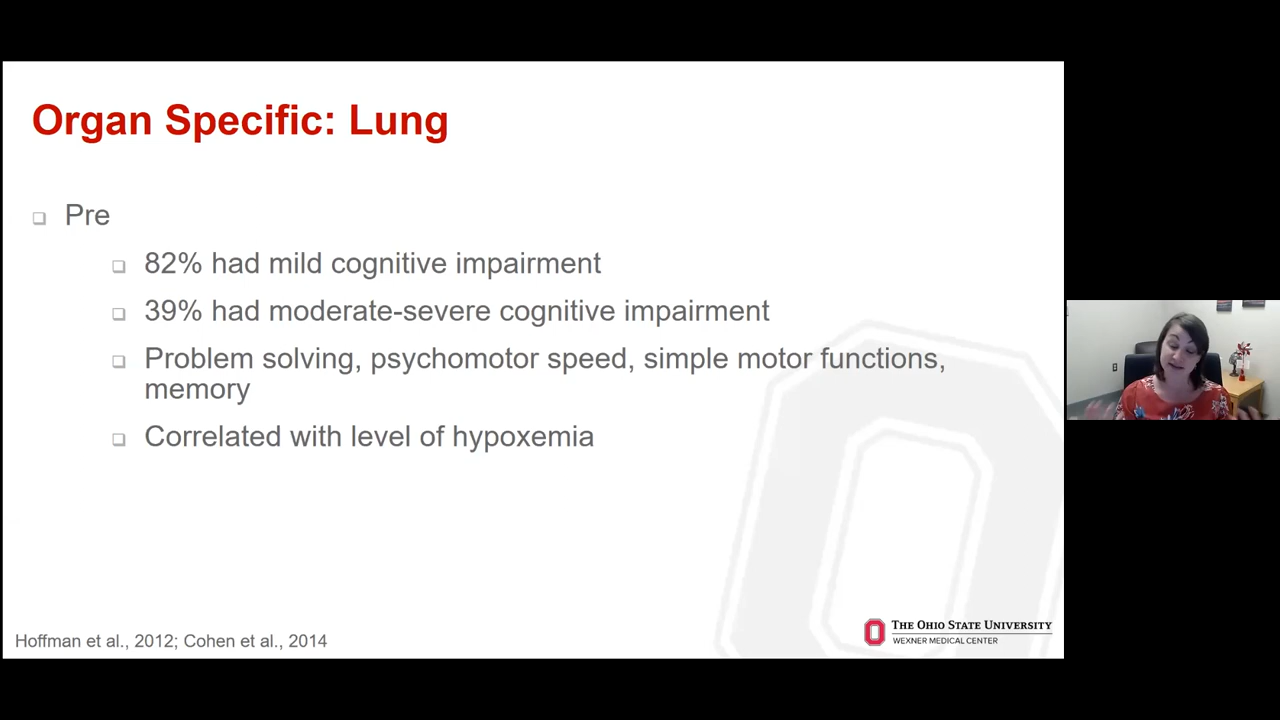 Organ Specific: Lung
Pre
82% had mild cognitive impairment
39% had moderate-severe cognitive impairment
Problem solving, psychomotor speed, simple motor functions,
memory
Correlated with level of hypoxemia
Hoffman et al., 2012; Cohen et al., 2014
THE OHIO STATE UNIVERSITY
WEXNER MEDICAL CENTER